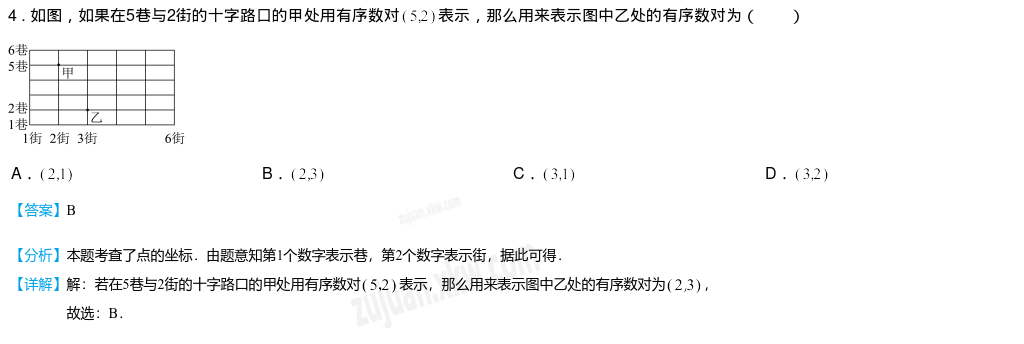 4．如图，如果在5巷与2街的十字路口的甲处用有序数对(5,2)表示，那么用来表示图中乙处的有序数对为（　　）
6巷
5巷
甲
2巷
乙
1巷
1街 2街 3街 6街
A．(2,1) B．(2,3) C．(3,1) D．(3,2)
【答案】B
zujuan.xkw.com
【分析】本题考查了点的坐标．由题意知第1个数字表示巷，第2个数字表示街，据此可得．
【详解】解：若在5巷与2街的十字路口的甲处用有序数对(5,2)表示，那么用来表示图中乙处的有序数对为(2,3)，
zujuan.xkw.com
故选：B．